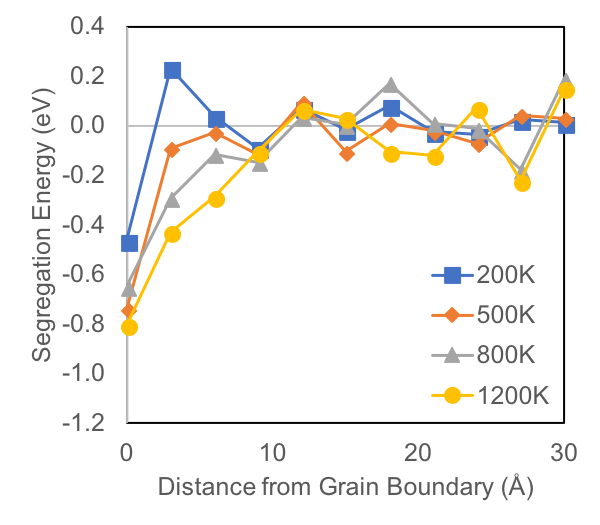 Segregation Energy (eV)
0.4
0.2
0.0
-0.2
-0.4
-0.6
-0.8
-1.0
-1.2
200K
500K
800K
1200K
0 10 20 30
Distance from Grain Boundary (Å)